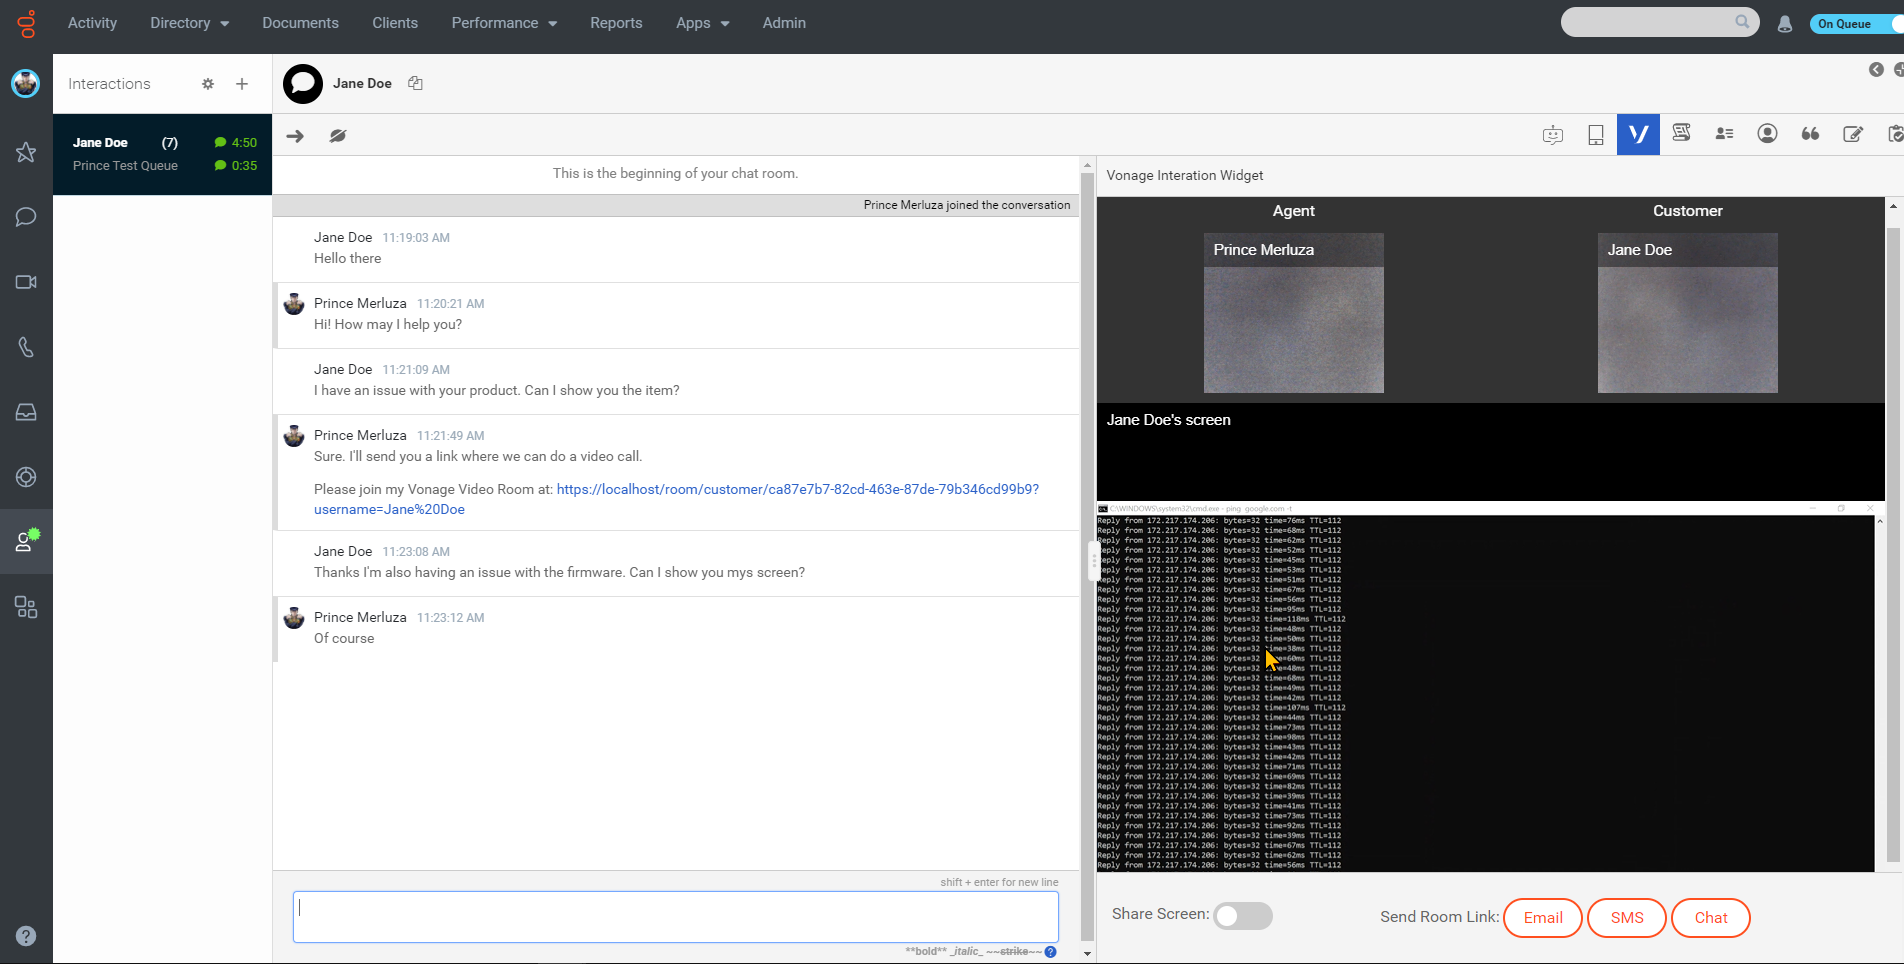 Activity Directory Documents Clients Performance Reports Apps Admin
On Queue
Interactions
Jane Doe
Jane Doe (7) 4:50
Prince Test Queue 0:35
This is the beginning of your chat room.
Prince Merluza joined the conversation
Jane Doe 11:19:03 AM
Hello there
Prince Merluza 11:20:21 AM
Hi! How may I help you?
Jane Doe 11:21:09 AM
I have an issue with your product. Can I show you the item?
Prince Merluza 11:21:49 AM
Sure. I'll send you a link where we can do a video call.
Please join my Vonage Video Room at: https://localhost/room/customer/ca87e7b7-82cd-463e-87de-79b346cd99b9?
username=Jane%20Doe
Jane Doe 11:23:08 AM
Thanks I'm also having an issue with the firmware. Can I show you mys screen?
Prince Merluza 11:23:12 AM
Of course
shift + enter for new line
**bold** _italic_ ~~strike~~ ?
Vonage Interation Widget
Agent Customer
Prince Merluza Jane Doe
Jane Doe's screen
C:\WINDOWS\system32\cmd.exe - ping google.com -t
Reply from 172.217.174.206: bytes=32 time=76ms TTL=112
Reply from 172.217.174.206: bytes=32 time=68ms TTL=112
Reply from 172.217.174.206: bytes=32 time=62ms TTL=112
Reply from 172.217.174.206: bytes=32 time=52ms TTL=112
Reply from 172.217.174.206: bytes=32 time=45ms TTL=112
Reply from 172.217.174.206: bytes=32 time=53ms TTL=112
Reply from 172.217.174.206: bytes=32 time=51ms TTL=112
Reply from 172.217.174.206: bytes=32 time=67ms TTL=112
Reply from 172.217.174.206: bytes=32 time=56ms TTL=112
Reply from 172.217.174.206: bytes=32 time=95ms TTL=112
Reply from 172.217.174.206: bytes=32 time=118ms TTL=112
Reply from 172.217.174.206: bytes=32 time=48ms TTL=112
Reply from 172.217.174.206: bytes=32 time=50ms TTL=112
Reply from 172.217.174.206: bytes=32 time=38ms TTL=112
Reply from 172.217.174.206: bytes=32 time=60ms TTL=112
Reply from 172.217.174.206: bytes=32 time=48ms TTL=112
Reply from 172.217.174.206: bytes=32 time=68ms TTL=112
Reply from 172.217.174.206: bytes=32 time=49ms TTL=112
Reply from 172.217.174.206: bytes=32 time=42ms TTL=112
Reply from 172.217.174.206: bytes=32 time=107ms TTL=112
Reply from 172.217.174.206: bytes=32 time=44ms TTL=112
Reply from 172.217.174.206: bytes=32 time=73ms TTL=112
Reply from 172.217.174.206: bytes=32 time=98ms TTL=112
Reply from 172.217.174.206: bytes=32 time=43ms TTL=112
Reply from 172.217.174.206: bytes=32 time=42ms TTL=112
Reply from 172.217.174.206: bytes=32 time=71ms TTL=112
Reply from 172.217.174.206: bytes=32 time=69ms TTL=112
Reply from 172.217.174.206: bytes=32 time=82ms TTL=112
Reply from 172.217.174.206: bytes=32 time=39ms TTL=112
Reply from 172.217.174.206: bytes=32 time=41ms TTL=112
Reply from 172.217.174.206: bytes=32 time=73ms TTL=112
Reply from 172.217.174.206: bytes=32 time=92ms TTL=112
Reply from 172.217.174.206: bytes=32 time=39ms TTL=112
Reply from 172.217.174.206: bytes=32 time=67ms TTL=112
Reply from 172.217.174.206: bytes=32 time=62ms TTL=112
Reply from 172.217.174.206: bytes=32 time=56ms TTL=112
Share Screen: Send Room Link: Email SMS Chat